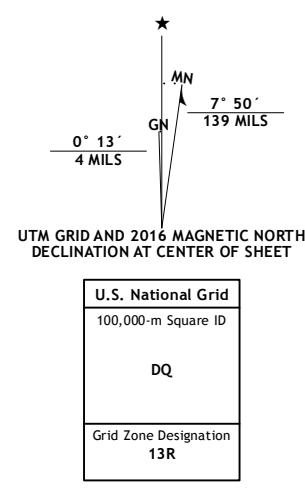 MN
GN
7° 50´
139 MILS
0° 13´
4 MILS
UTM GRID AND 2016 MAGNETIC NORTH
DECLINATION AT CENTER OF SHEET
U.S. National Grid
100,000-m Square ID
DQ
Grid Zone Designation
13R